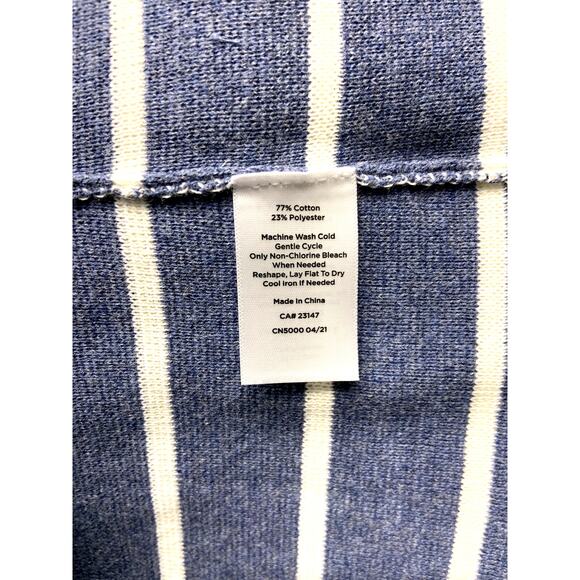 77% Cotton
23% Polyester
Machine Wash Cold
Gentle Cycle
Only Non-Chlorine Bleach
When Needed
Reshape, Lay Flat To Dry
Cool Iron If Needed
Made in China
CA# 23147
CN5000 04/21